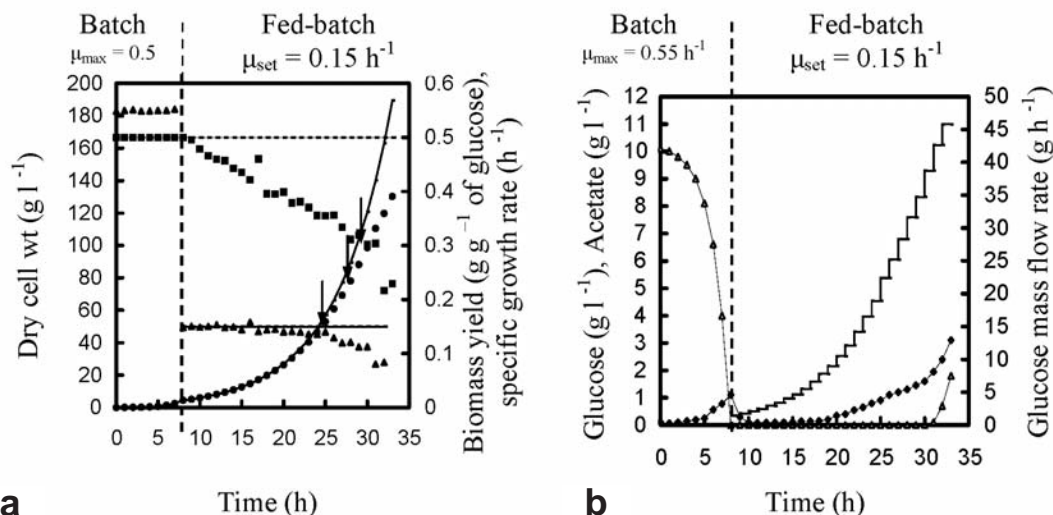 Batch
μmax = 0.5
Fed-batch
μset = 0.15 h-1
200
180
160
140
120
100
80
60
40
20
0
0.6
0.5
0.4
0.3
0.2
0.1
0
0 5 10 15 20 25 30 35
Dry cell wt (g l -1)
Biomass yield (g g -1 of glucose),
specific growth rate (h -1)
Time (h)
a
Batch
μmax = 0.55 h-1
Fed-batch
μset = 0.15 h-1
12
11
10
9
8
7
6
5
4
3
2
1
0
50
45
40
35
30
25
20
15
10
5
0
0 5 10 15 20 25 30 35
Glucose (g l -1), Acetate (g l -1)
Glucose mass flow rate (g h -1)
Time (h)
b